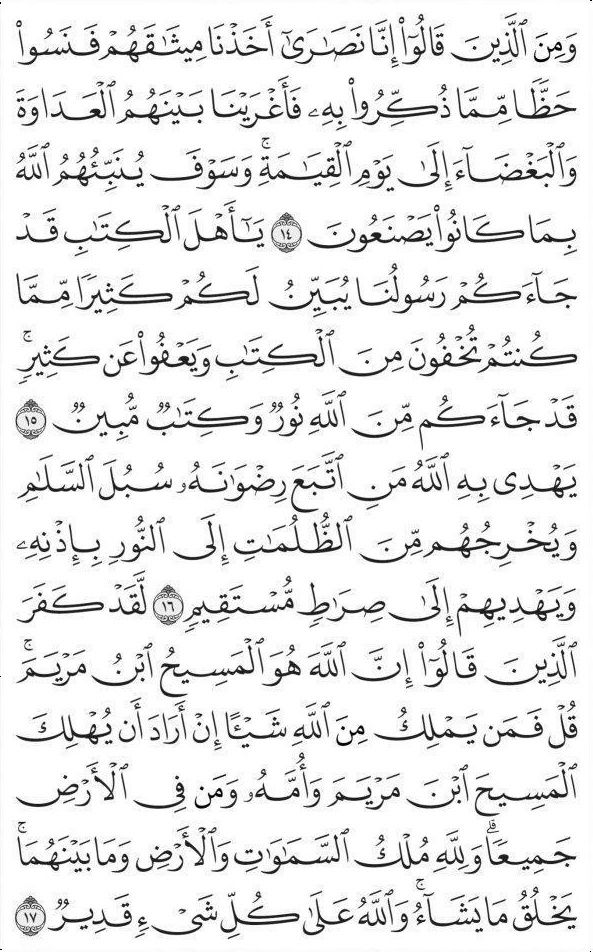 وَمِنَ ٱلَّذِينَ قَالُوٓا۟ إِنَّا نَصَـٰرَىٰٓ أَخَذْنَا مِيثَـٰقَهُمْ فَنَسُوا۟
حَظًّا مِّمَّا ذُكِّرُوا۟ بِهِۦ فَأَغْرَيْنَا بَيْنَهُمُ ٱلْعَدَاوَةَ
وَٱلْبَغْضَآءَ إِلَىٰ يَوْمِ ٱلْقِيَـٰمَةِ ۚ وَسَوْفَ يُنَبِّئُهُمُ ٱللَّهُ
بِمَا كَانُوا۟ يَصْنَعُونَ ١٤ يَـٰٓأَهْلَ ٱلْكِتَـٰبِ قَدْ
جَآءَكُمْ رَسُولُنَا يُبَيِّنُ لَكُمْ كَثِيرًا مِّمَّا
كُنتُمْ تُخْفُونَ مِنَ ٱلْكِتَـٰبِ وَيَعْفُوا۟ عَن كَثِيرٍ ۚ
قَدْ جَآءَكُم مِّنَ ٱللَّهِ نُورٌ وَكِتَـٰبٌ مُّبِينٌ ١٥
يَهْدِى بِهِ ٱللَّهُ مَنِ ٱتَّبَعَ رِضْوَٰنَهُۥ سُبُلَ ٱلسَّلَـٰمِ
وَيُخْرِجُهُم مِّنَ ٱلظُّلُمَـٰتِ إِلَى ٱلنُّورِ بِإِذْنِهِۦ
وَيَهْدِيهِمْ إِلَىٰ صِرَٰطٍ مُّسْتَقِيمٍ ١٦ لَّقَدْ كَفَرَ
ٱلَّذِينَ قَالُوٓا۟ إِنَّ ٱللَّهَ هُوَ ٱلْمَسِيحُ ٱبْنُ مَرْيَمَ ۚ
قُلْ فَمَن يَمْلِكُ مِنَ ٱللَّهِ شَيْـًٔا إِنْ أَرَادَ أَن يُهْلِكَ
ٱلْمَسِيحَ ٱبْنَ مَرْيَمَ وَأُمَّهُۥ وَمَن فِى ٱلْأَرْضِ
جَمِيعًا ۗ وَلِلَّهِ مُلْكُ ٱلسَّمَـٰوَٰتِ وَٱلْأَرْضِ وَمَا بَيْنَهُمَا ۚ
يَخْلُقُ مَا يَشَآءُ ۚ وَٱللَّهُ عَلَىٰ كُلِّ شَىْءٍ قَدِيرٌ ١٧